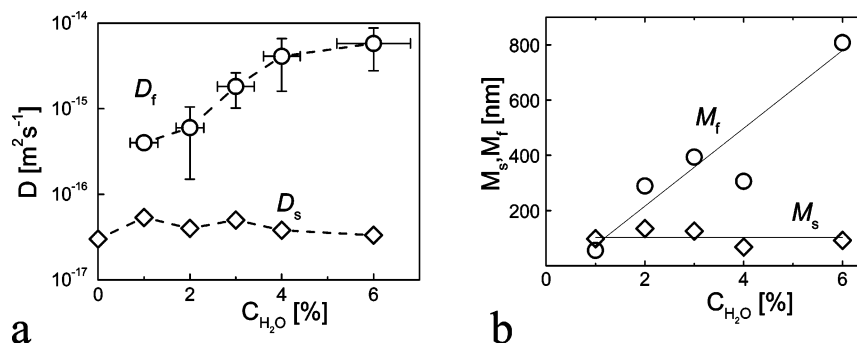 10⁻¹⁴
10⁻¹⁵
10⁻¹⁶
10⁻¹⁷
D [m²s⁻¹]
D_f
D_s
0 2 4 6
C_H₂O [%]
a
800
600
400
200
M_s,M_f [nm]
M_f
M_s
0 2 4 6
C_H₂O [%]
b